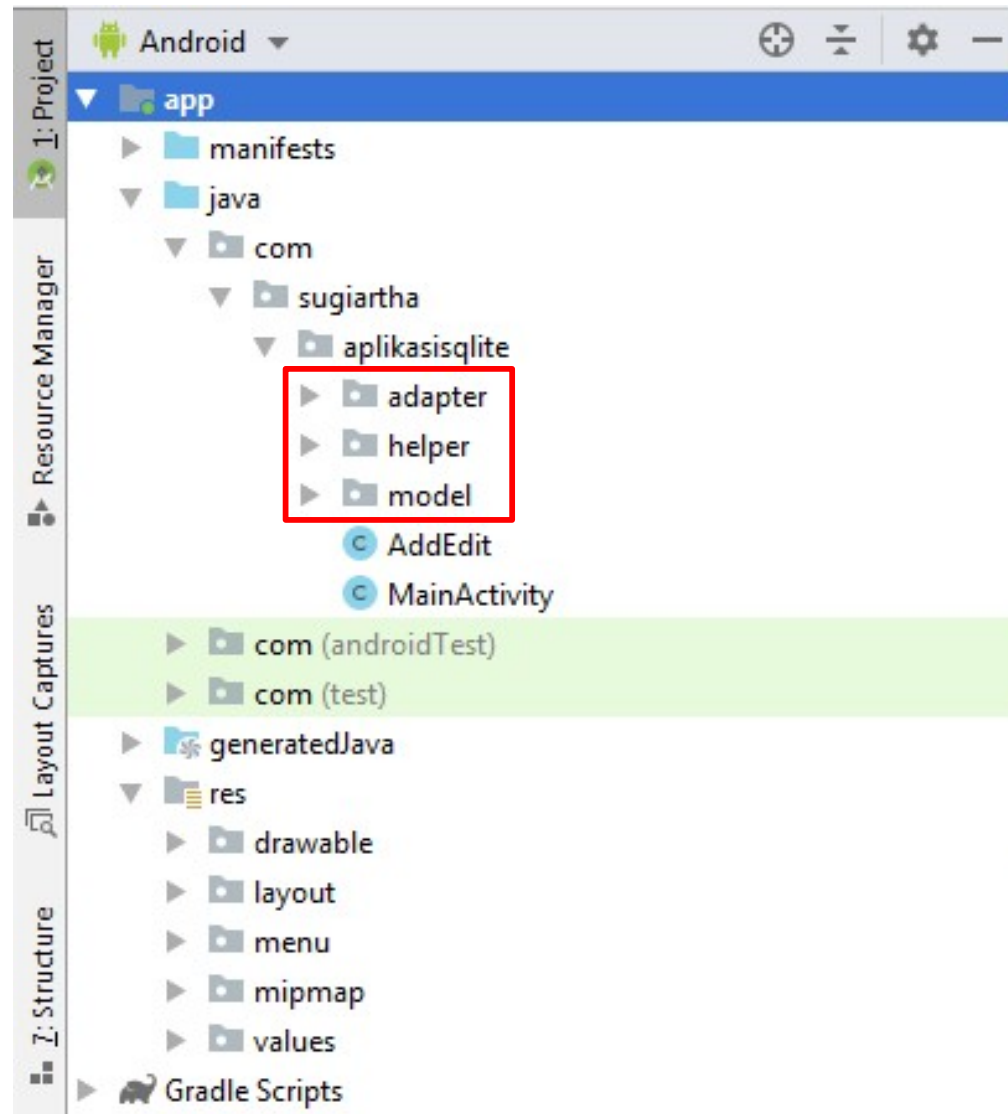 Android
app
manifests
java
com
sugiartha
aplikasisqlite
adapter
helper
model
AddEdit
MainActivity
com (androidTest)
com (test)
generatedJava
res
drawable
layout
menu
mipmap
values
Gradle Scripts
1: Project
Resource Manager
Layout Captures
7: Structure